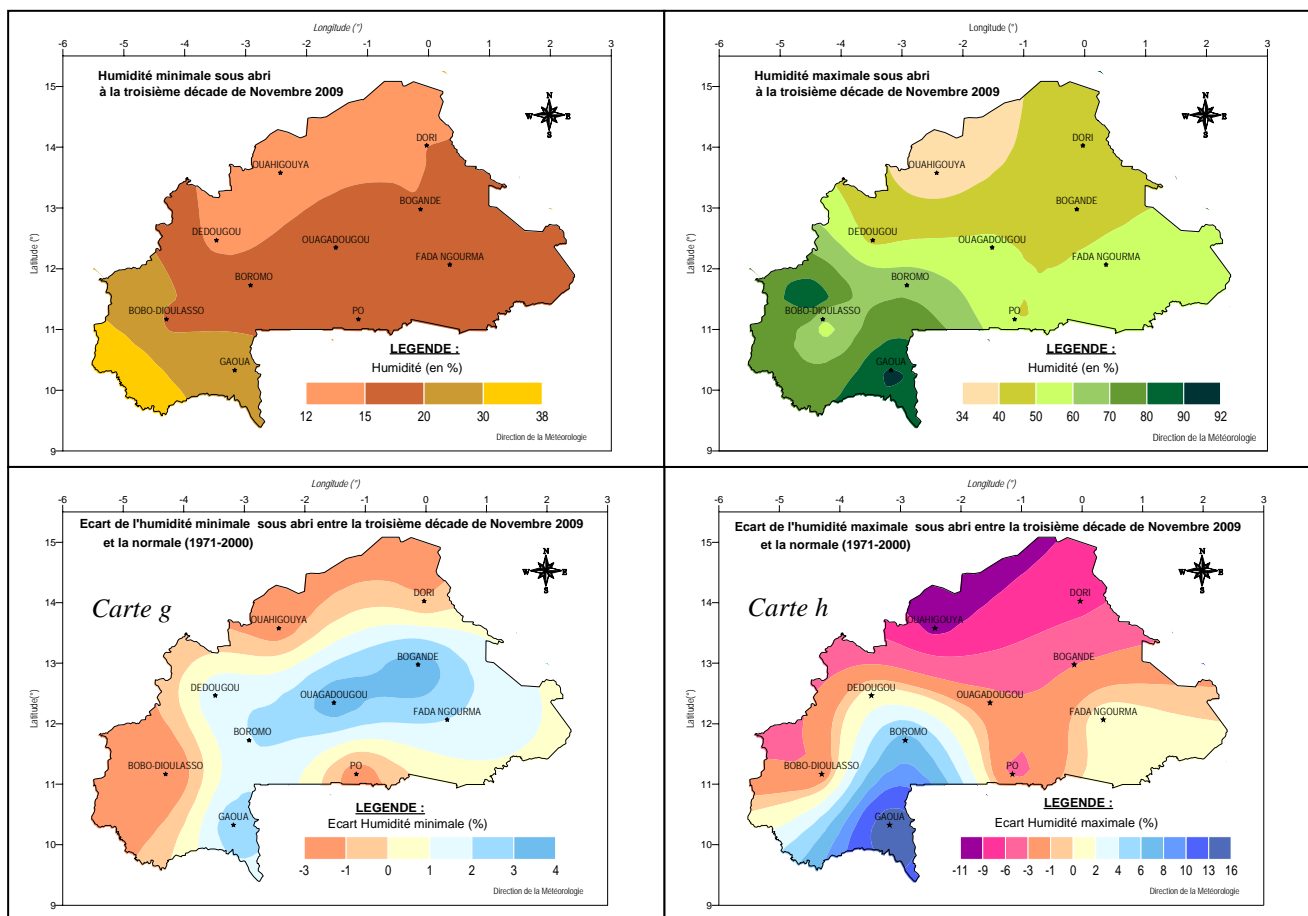 Longitude (°)
-6 -5 -4 -3 -2 -1 0 1 2 3
Humidité minimale sous abri
à la troisième décade de Novembre 2009
N
W E
S
15
14
13
12
11
10
9
Latitude (°)
DORI
OUAHIGOUYA
BOGANDE
DEDOUGOU
OUAGADOUGOU
FADA NGOURMA
BOROMO
BOBO-DIOULASSO
PO
GAOUA
LEGENDE :
Humidité (en %)
12 15 20 30 38
Direction de la Météorologie
Longitude (°)
-6 -5 -4 -3 -2 -1 0 1 2 3
Humidité maximale sous abri
à la troisième décade de Novembre 2009
N
W E
S
15
14
13
12
11
10
9
Latitude (°)
DORI
OUAHIGOUYA
BOGANDE
DEDOUGOU
OUAGADOUGOU
FADA NGOURMA
BOROMO
BOBO-DIOULASSO
PO
GAOUA
LEGENDE :
Humidité (en %)
34 40 50 60 70 80 90 92
Direction de la Météorologie
Longitude (°)
-6 -5 -4 -3 -2 -1 0 1 2 3
Ecart de l'humidité minimale sous abri entre la troisième décade de Novembre 2009
et la normale (1971-2000)
N
W E
S
Carte g
15
14
13
12
11
10
9
Latitude(°)
DORI
OUAHIGOUYA
BOGANDE
DEDOUGOU
OUAGADOUGOU
FADA NGOURMA
BOROMO
BOBO-DIOULASSO
PO
GAOUA
LEGENDE :
Ecart Humidité minimale (%)
-3 -1 0 1 2 3 4
Direction de la Météorologie
Longitude (°)
-6 -5 -4 -3 -2 -1 0 1 2 3
Ecart de l'humidité maximale sous abri entre la troisième décade de Novembre 2009
et la normale (1971-2000)
N
W E
S
Carte h
15
14
13
12
11
10
9
Latitude(°)
DORI
OUAHIGOUYA
BOGANDE
DEDOUGOU
OUAGADOUGOU
FADA NGOURMA
BOROMO
BOBO-DIOULASSO
PO
GAOUA
LEGENDE :
Ecart Humidité maximale (%)
-11 -9 -6 -3 -1 0 2 4 6 8 10 13 16
Direction de la Météorologie